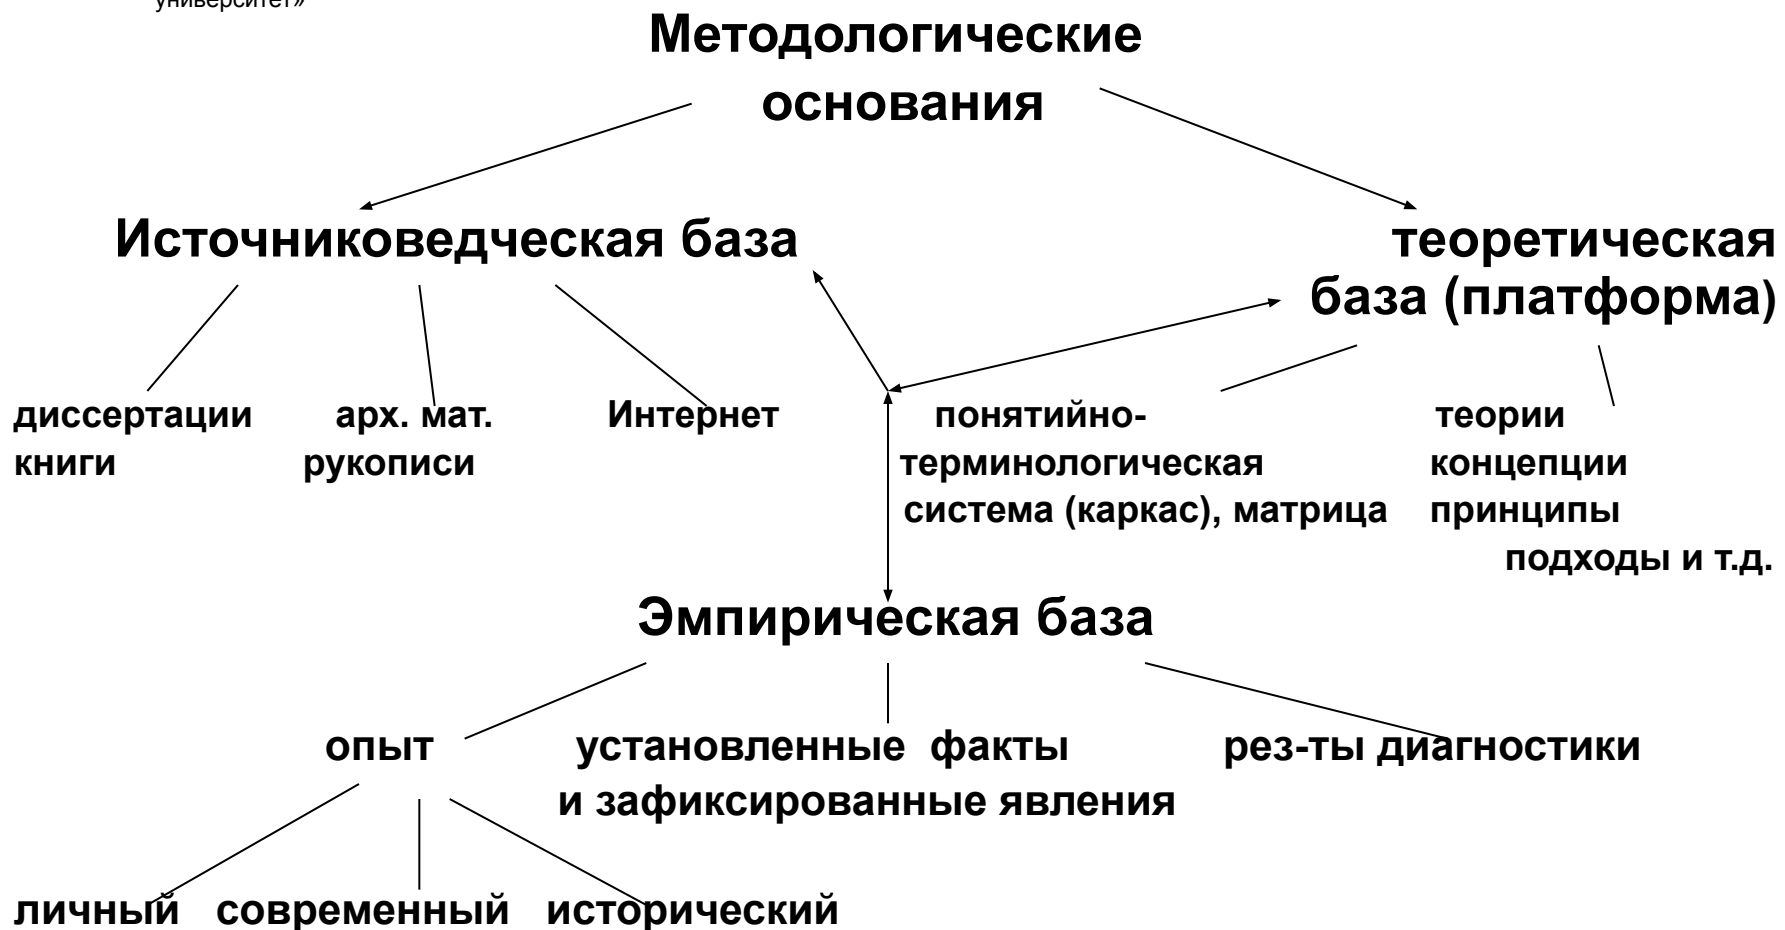 университет»
Методологические
основания
Источниковедческая база
теоретическая
база (платформа)
диссертации арх. мат. Интернет понятийно- теории
книги рукописи терминологическая концепции
система (каркас), матрица принципы
подходы и т.д.
Эмпирическая база
опыт установленные факты рез-ты диагностики
и зафиксированные явления
личный современный исторический